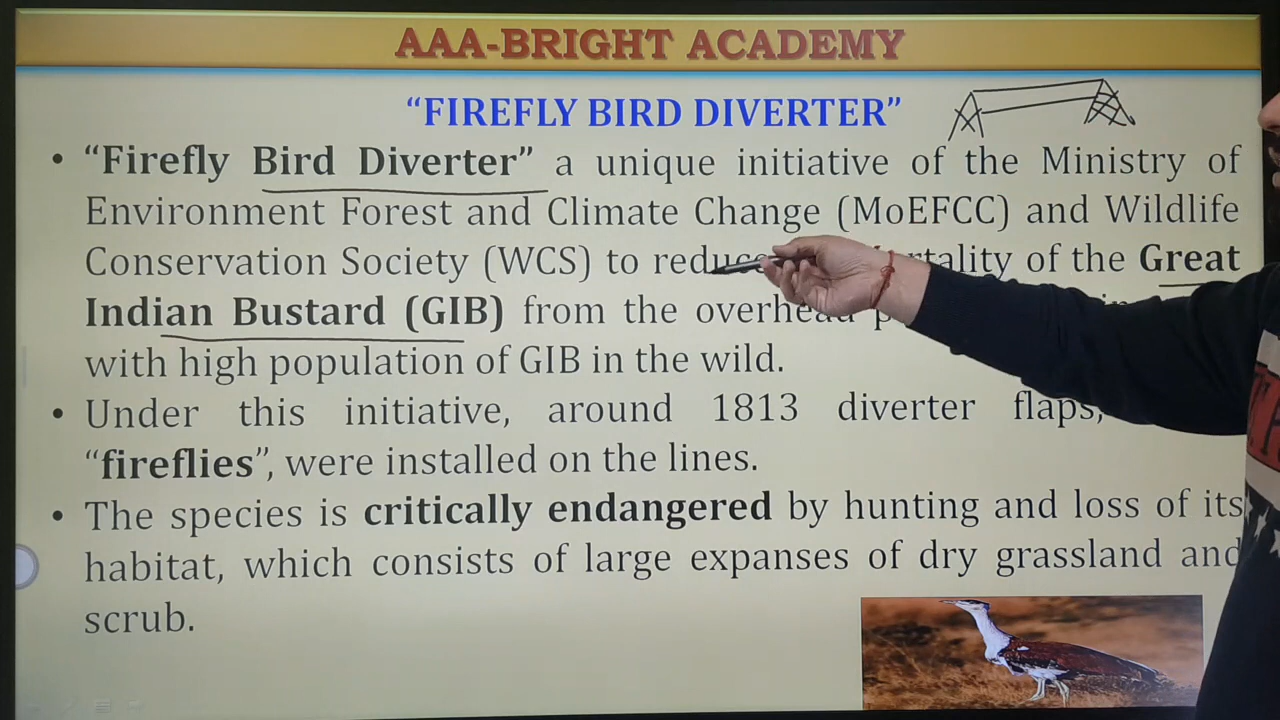 AAA-BRIGHT ACADEMY
“FIREFLY BIRD DIVERTER”
• “Firefly Bird Diverter” a unique initiative of the Ministry of
Environment Forest and Climate Change (MoEFCC) and Wildlife
Conservation Society (WCS) to reduce of the Great
Indian Bustard (GIB) from the overhead
with high population of GIB in the wild.
• Under this initiative, around 1813 diverter flaps,
“fireflies”, were installed on the lines.
• The species is critically endangered by hunting and loss of its
habitat, which consists of large expanses of dry grassland and
scrub.